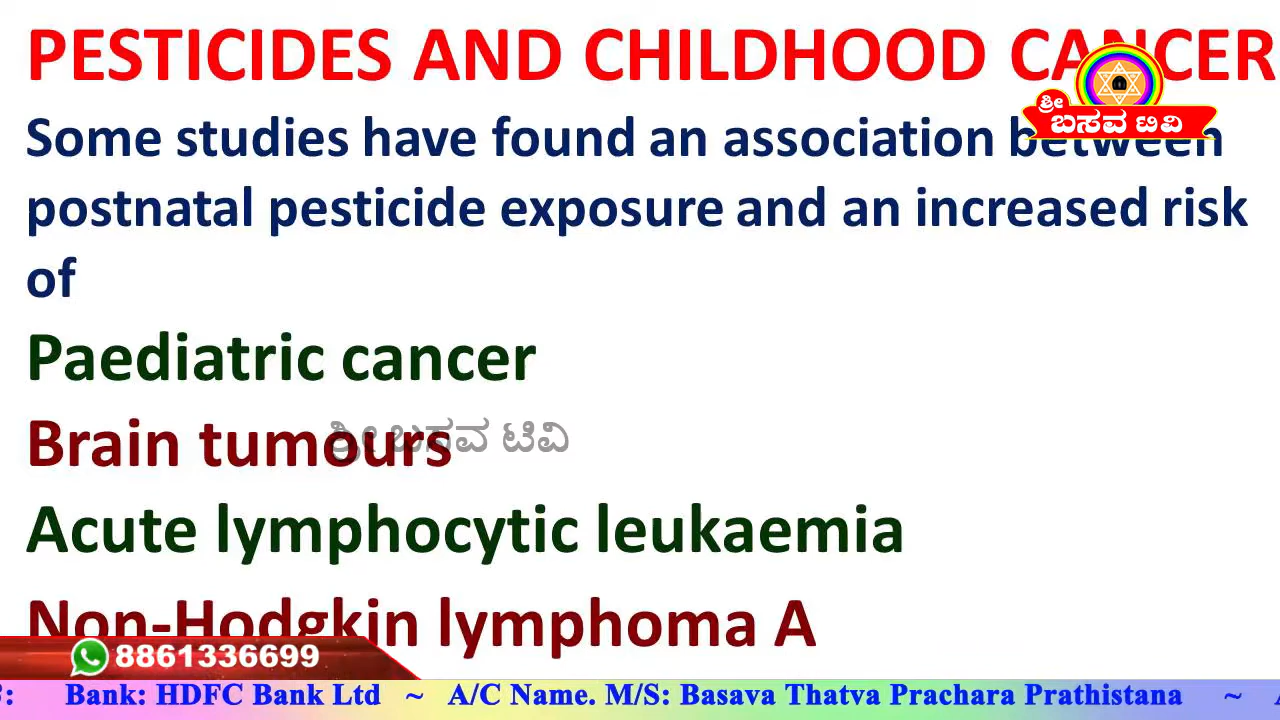 PESTICIDES AND CHILDHOOD CANCER
ಶ್ರೀ
ಬಸವ ಟಿವಿ
Some studies have found an association between
postnatal pesticide exposure and an increased risk
of
Paediatric cancer
Brain tumours
ಶ್ರೀ ಬಸವ ಟಿವಿ
Acute lymphocytic leukaemia
Non-Hodgkin lymphoma A
8861336699
Bank: HDFC Bank Ltd ~ A/C Name. M/S: Basava Thatva Prachara Prathistana ~